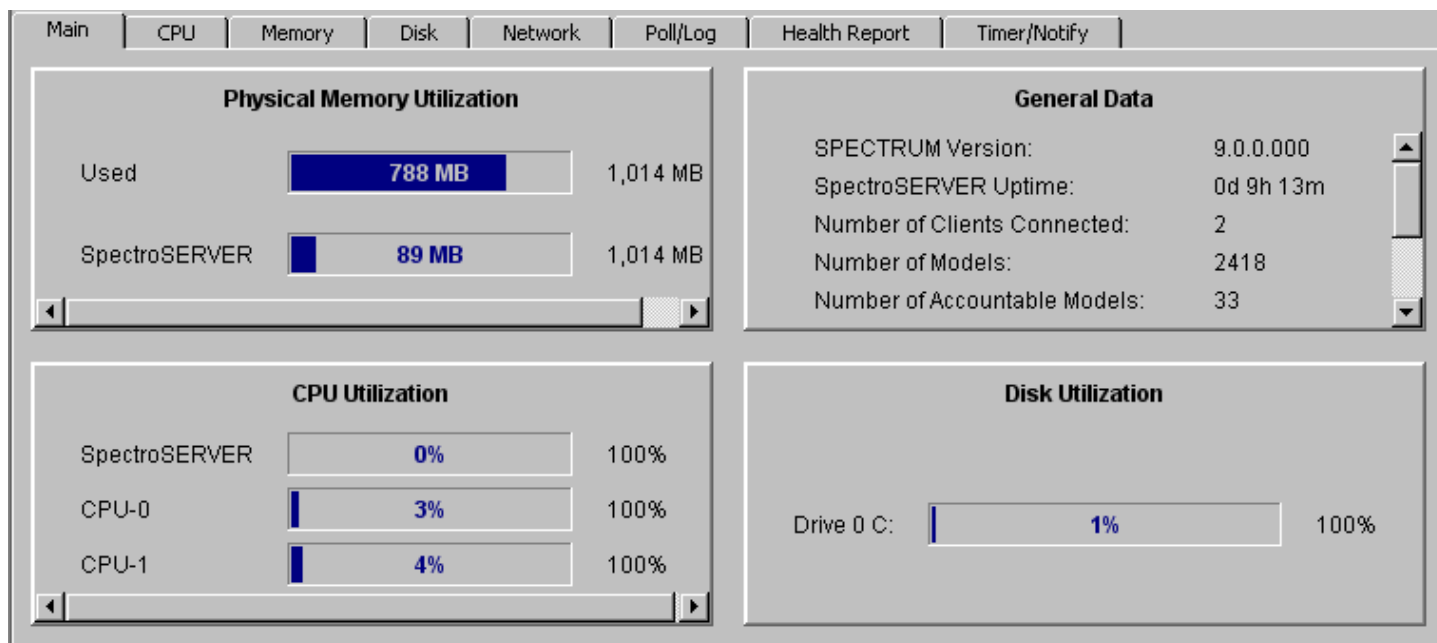 Main CPU Memory Disk Network Poll/Log Health Report Timer/Notify
Physical Memory Utilization
Used 788 MB 1,014 MB
SpectroSERVER 89 MB 1,014 MB
General Data
SPECTRUM Version: 9.0.0.000
SpectroSERVER Uptime: 0d 9h 13m
Number of Clients Connected: 2
Number of Models: 2418
Number of Accountable Models: 33
CPU Utilization
SpectroSERVER 0% 100%
CPU-0 3% 100%
CPU-1 4% 100%
Disk Utilization
Drive 0 C: 1% 100%